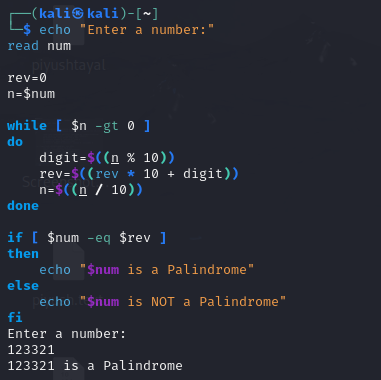 ┌──(kali㉿kali)-[~]
└─$ echo "Enter a number:"
read num

rev=0
n=$num

while [ $n -gt 0 ]
do
    digit=$((n % 10))
    rev=$((rev * 10 + digit))
    n=$((n / 10))
done

if [ $num -eq $rev ]
then
    echo "$num is a Palindrome"
else
    echo "$num is NOT a Palindrome"
fi
Enter a number:
123321
123321 is a Palindrome